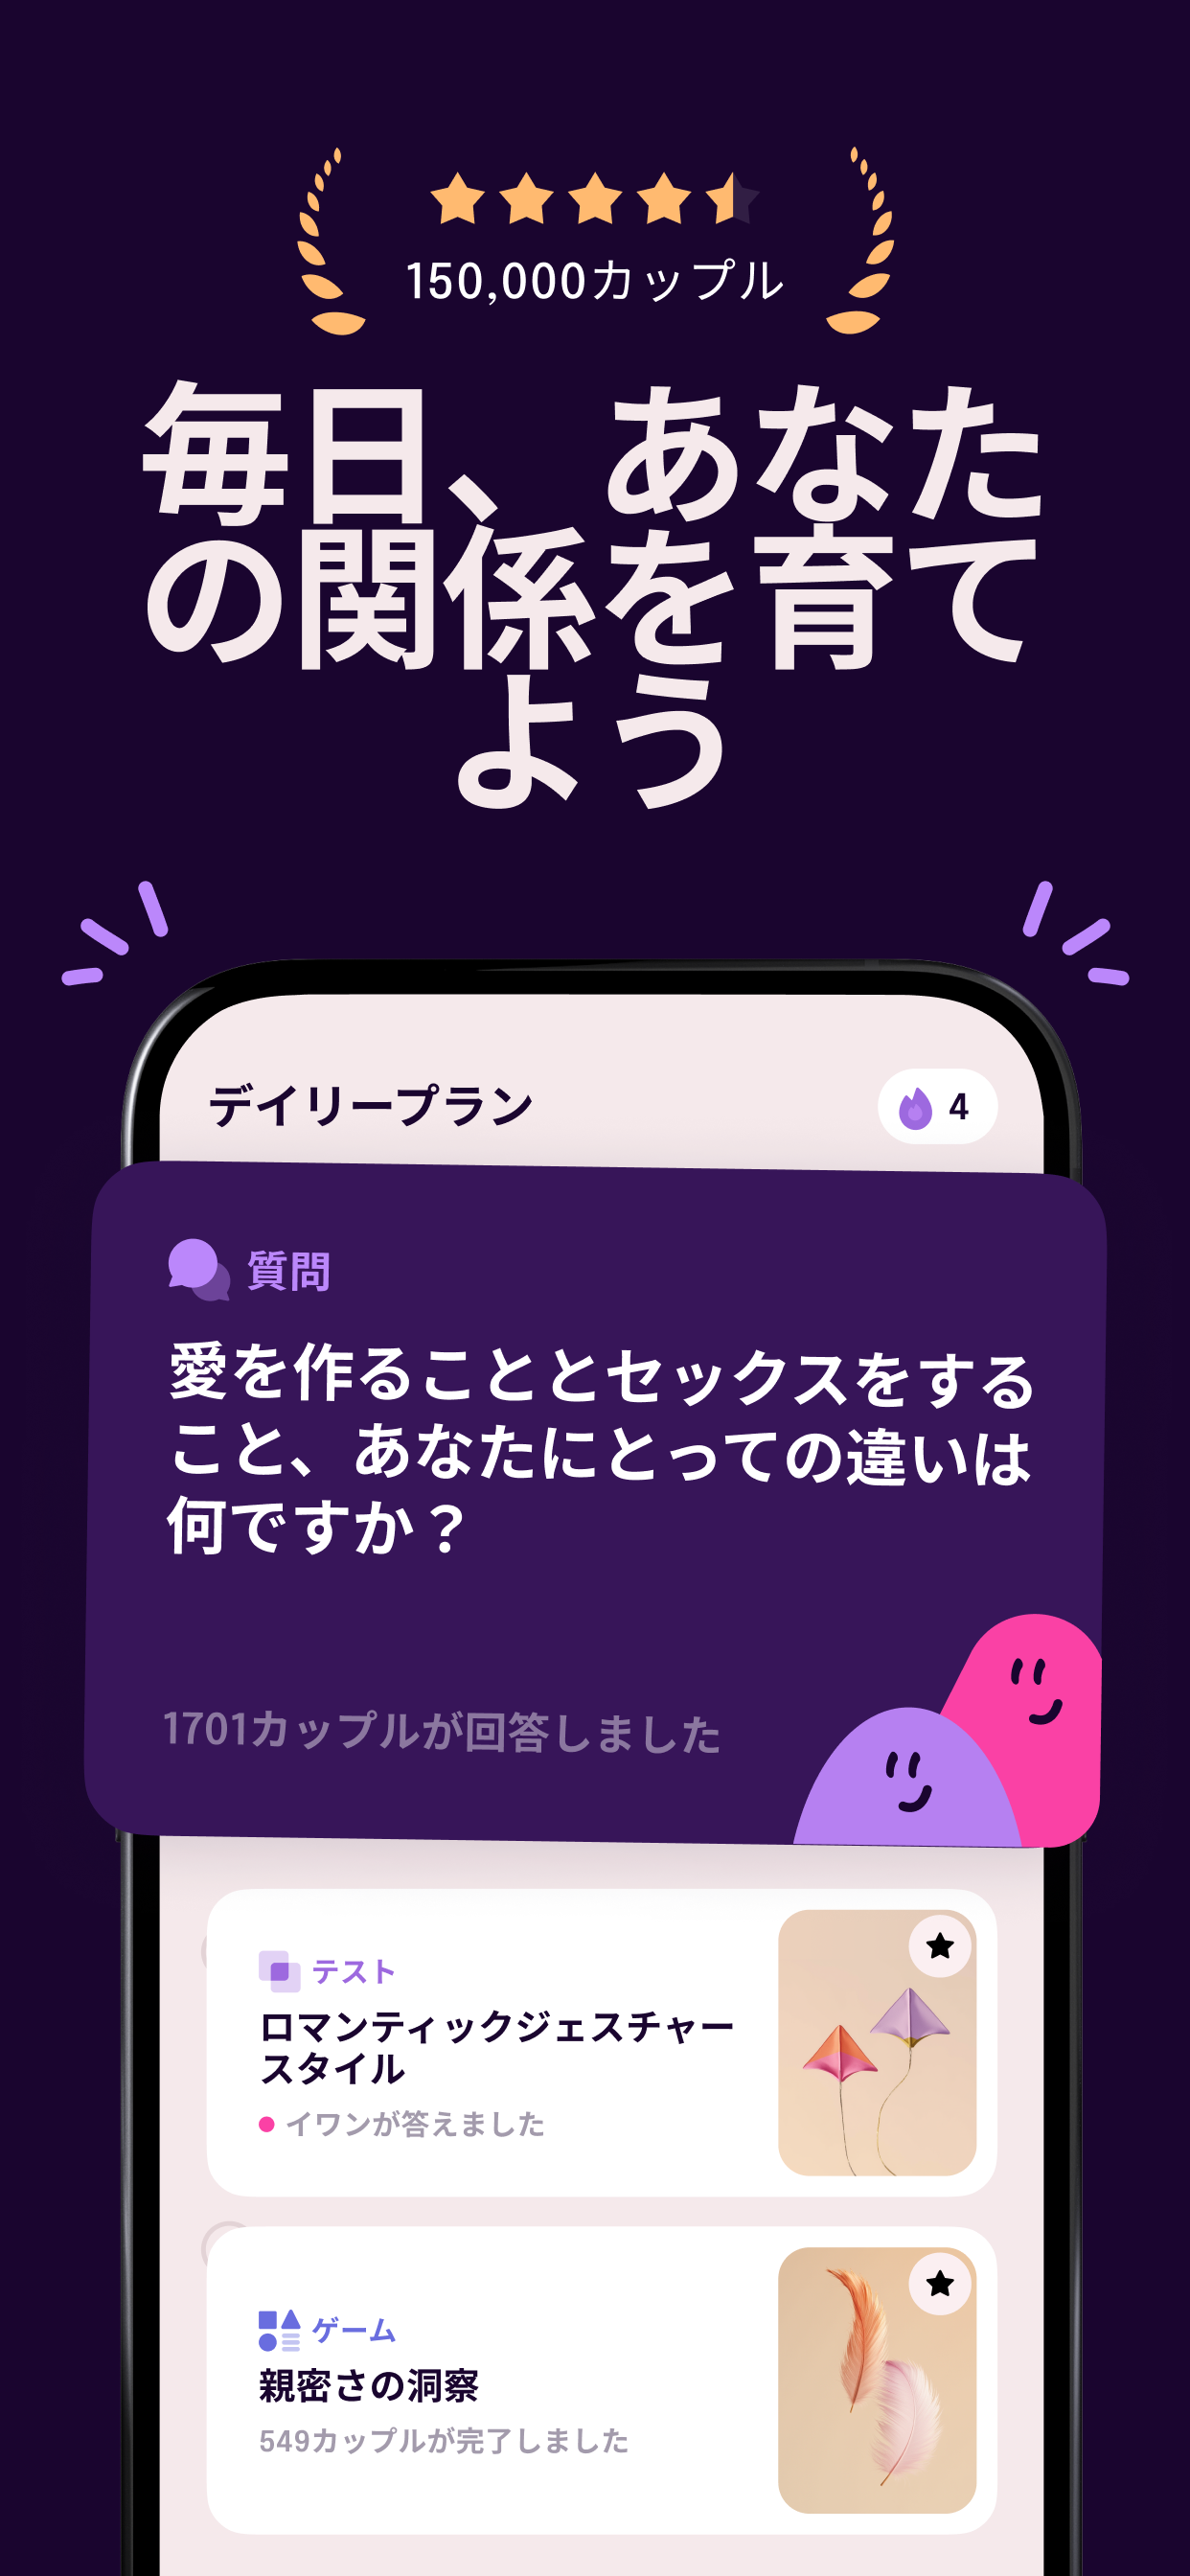 150,000カップル
毎日、あなた
の関係を育て
よう
デイリープラン
4
質問
愛を作ることとセックスをする
こと、あなたにとっての違いは
何ですか？
1701カップルが回答しました
テスト
ロマンティックジェスチャー
スタイル
イワンが答えました
ゲーム
親密さの洞察
549カップルが完了しました